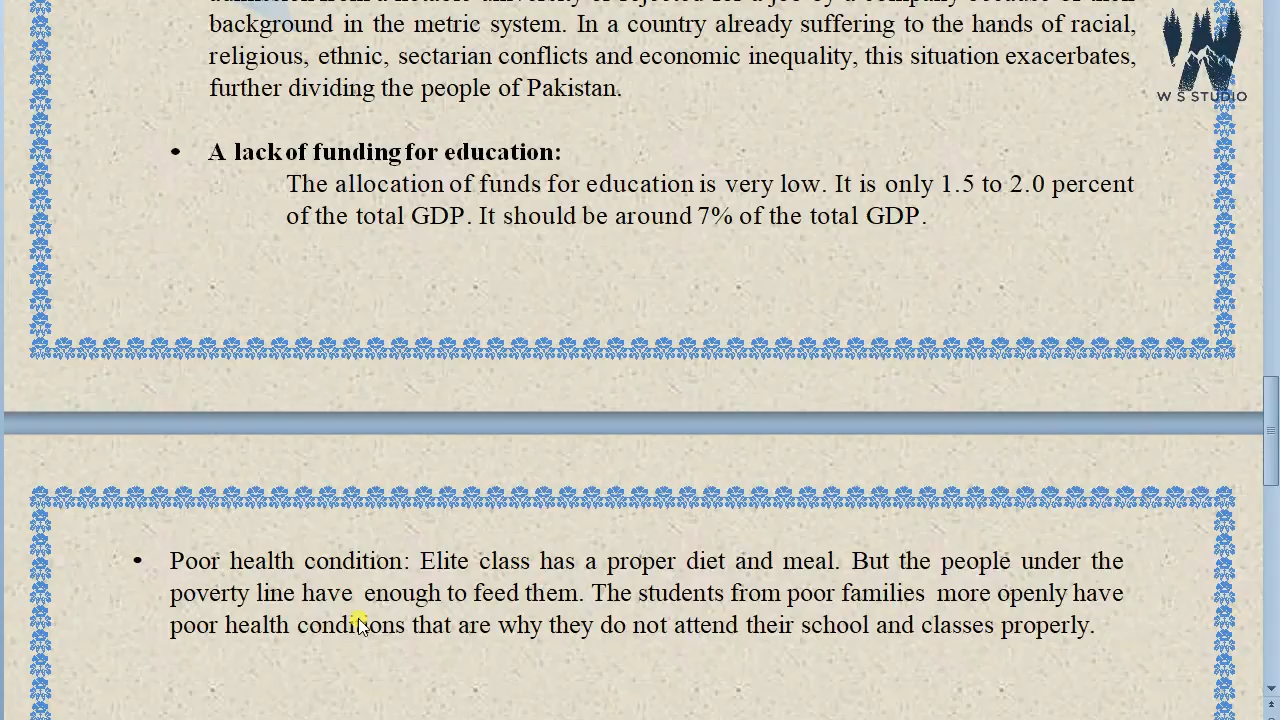 background in the metric system. In a country already suffering to the hands of racial,
religious, ethnic, sectarian conflicts and economic inequality, this situation exacerbates,
further dividing the people of Pakistan.
W S STUDIO
• A lack of funding for education:
The allocation of funds for education is very low. It is only 1.5 to 2.0 percent
of the total GDP. It should be around 7% of the total GDP.
• Poor health condition: Elite class has a proper diet and meal. But the people under the
poverty line have enough to feed them. The students from poor families more openly have
poor health conditions that are why they do not attend their school and classes properly.